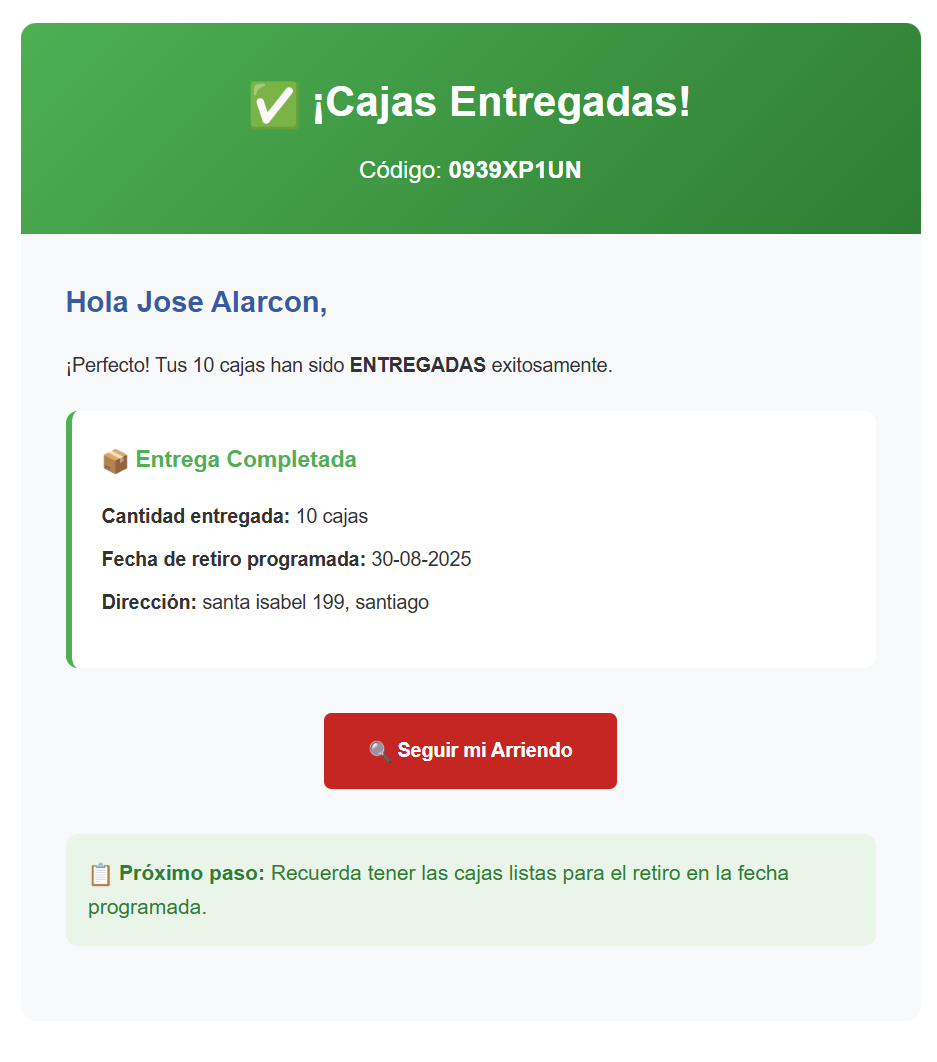 ✅ ¡Cajas Entregadas!
Código: 0939XP1UN
Hola Jose Alarcon,
¡Perfecto! Tus 10 cajas han sido ENTREGADAS exitosamente.
📦 Entrega Completada
Cantidad entregada: 10 cajas
Fecha de retiro programada: 30-08-2025
Dirección: santa isabel 199, santiago
🔍 Seguir mi Arriendo
📋 Próximo paso: Recuerda tener las cajas listas para el retiro en la fecha
programada.